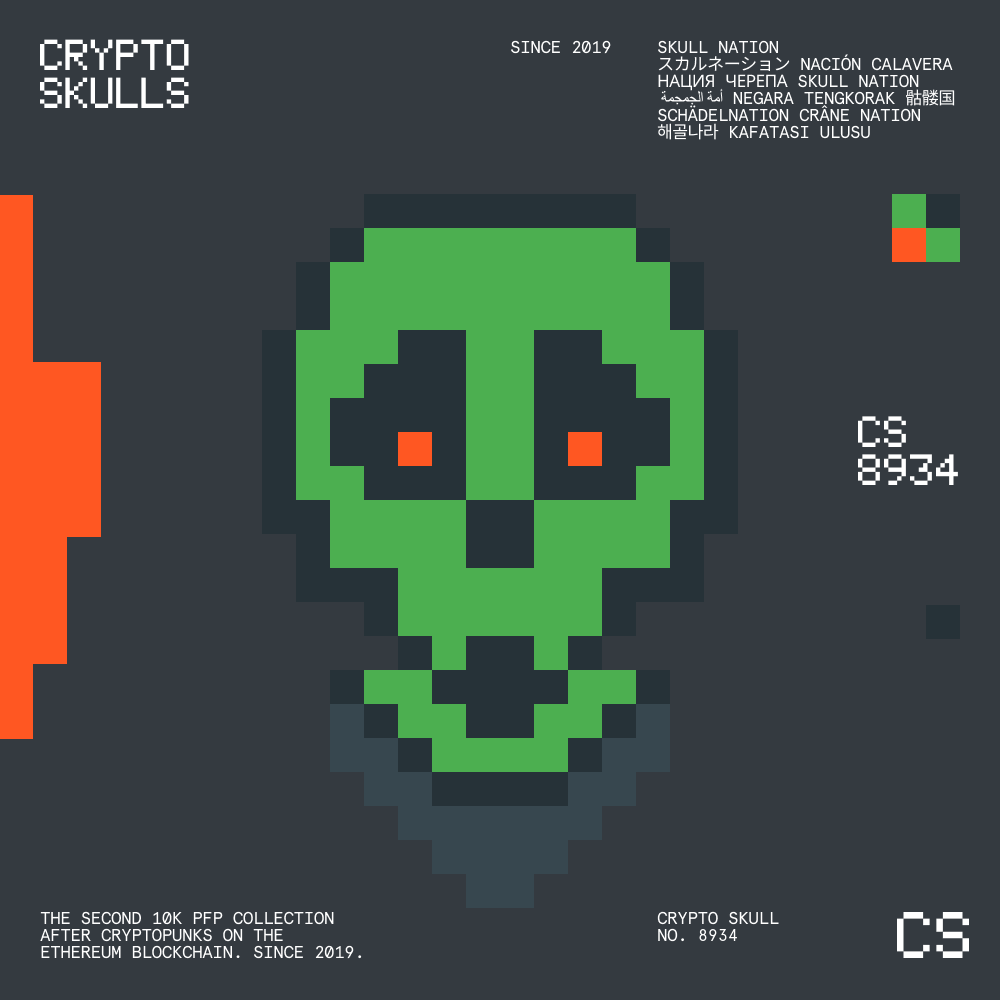 CRYPTO
SKULLS
SINCE 2019
SKULL NATION
スカルネーション NACIÓN CALAVERA
НАЦИЯ ЧЕРЕПА SKULL NATION
أمة الجمجمة NEGARA TENGKORAK 骷髅国
SCHÄDELNATION CRÂNE NATION
해골나라 KAFATASI ULUSU
CS
8934
THE SECOND 10K PFP COLLECTION
AFTER CRYPTOPUNKS ON THE
ETHEREUM BLOCKCHAIN. SINCE 2019.
CRYPTO SKULL
NO. 8934
CS